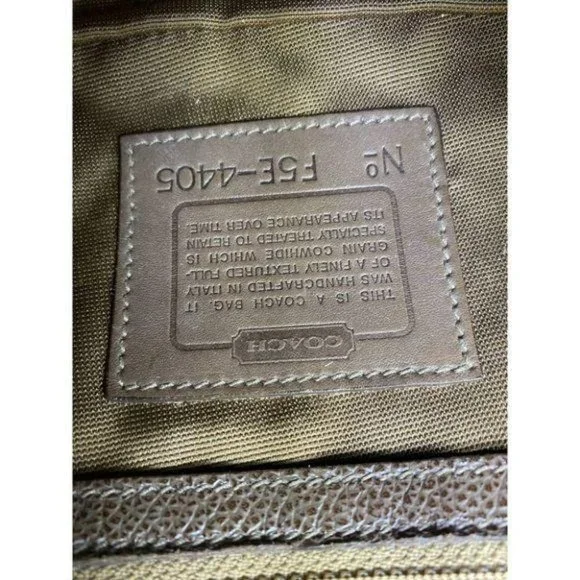 COACH
THIS IS A COACH BAG. IT
WAS HANDCRAFTED IN ITALY
OF A FINELY TEXTURED FULL-
GRAIN COWHIDE WHICH IS
SPECIALLY TREATED TO RETAIN
ITS APPEARANCE OVER TIME.
Nº F5E-4405